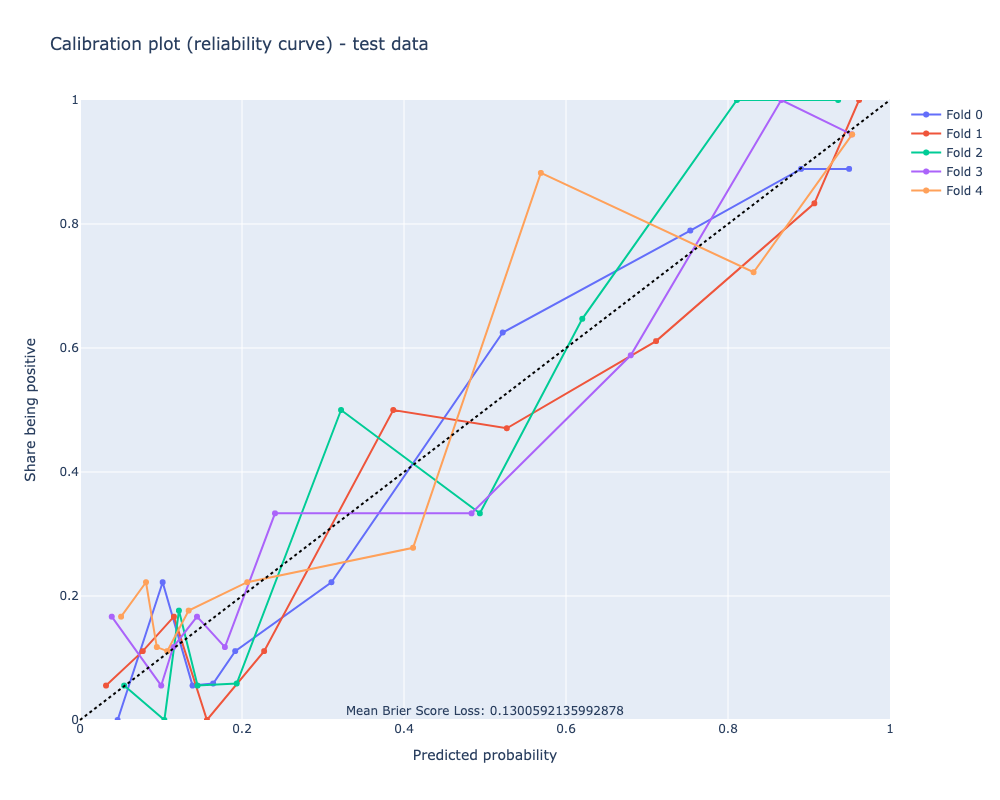 Calibration plot (reliability curve) - test data
Fold 0
Fold 1
Fold 2
Fold 3
Fold 4
1
0.8
0.6
0.4
0.2
0
Share being positive
Mean Brier Score Loss: 0.1300592135992878
0 0.2 0.4 0.6 0.8 1
Predicted probability